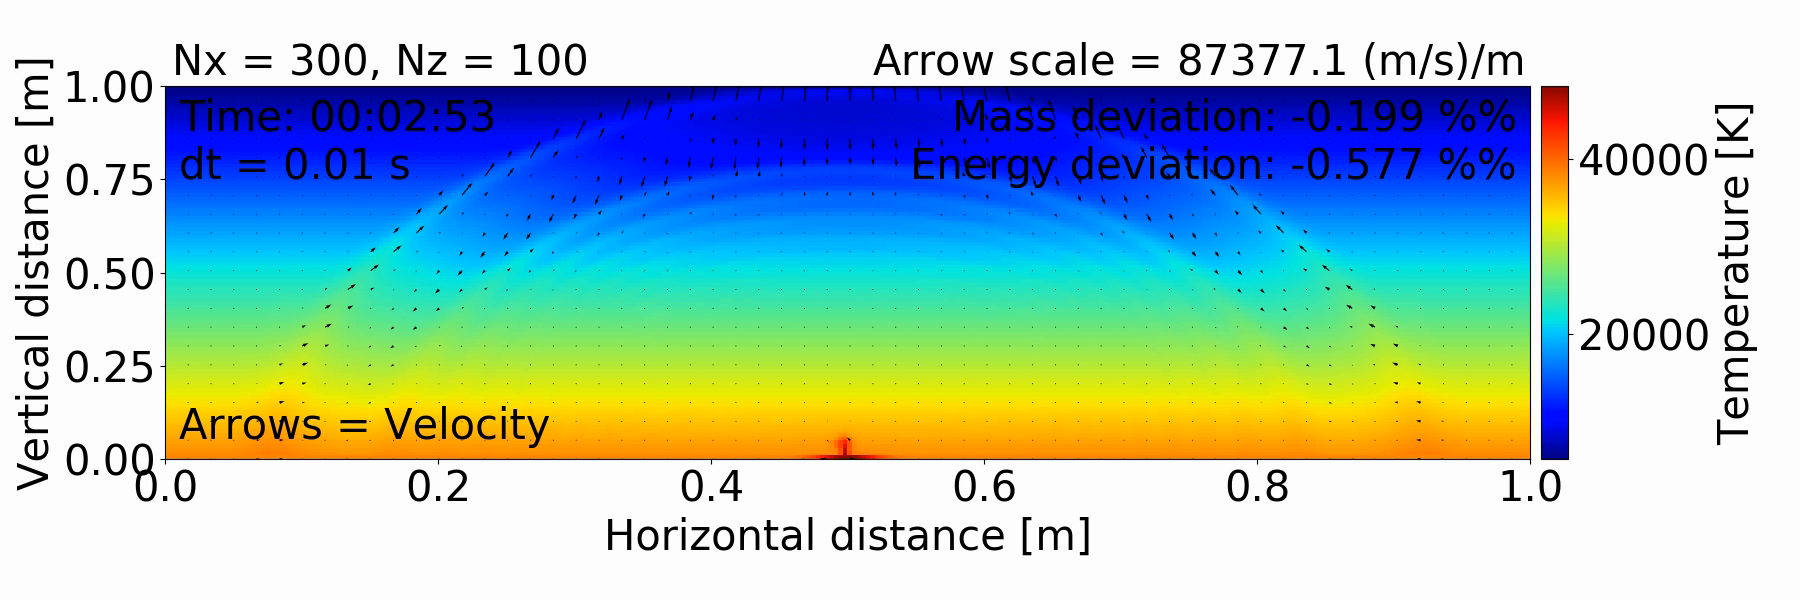 Nx = 300, Nz = 100
Arrow scale = 87377.1 (m/s)/m
Vertical distance [m]
1.00
0.75
0.50
0.25
0.00
Time: 00:02:53
dt = 0.01 s
Mass deviation: -0.199 %%
Energy deviation: -0.577 %%
Arrows = Velocity
40000
20000
Temperature [K]
0.0
0.2
0.4
0.6
0.8
1.0
Horizontal distance [m]